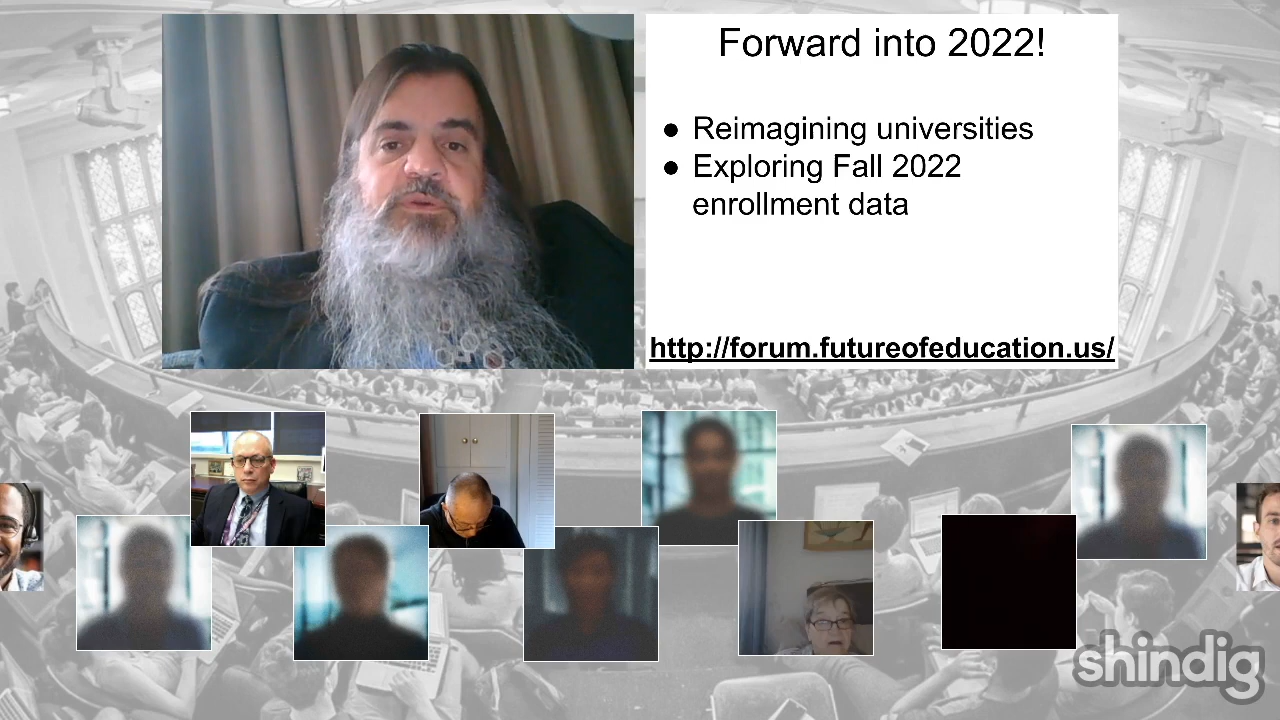 Forward into 2022!
● Reimagining universities
● Exploring Fall 2022
enrollment data
http://forum.futureofeducation.us/
shindig